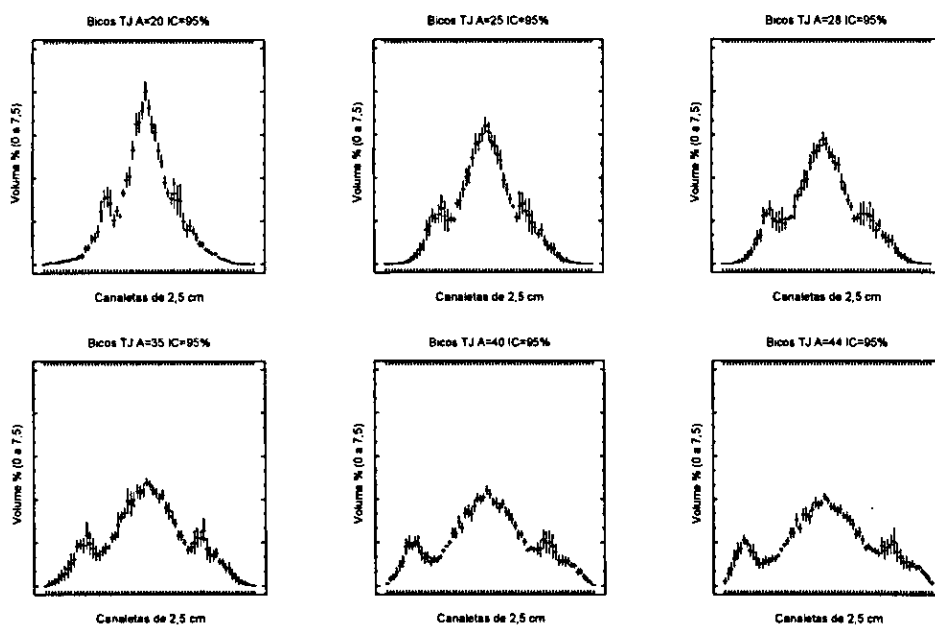 Bicos TJ A=20 IC=95%
Volume % (0 a 7,5)
Canaletas de 2,5 cm
Bicos TJ A=25 IC=95%
Volume % (0 a 7,5)
Canaletas de 2,5 cm
Bicos TJ A=28 IC=95%
Volume % (0 a 7,5)
Canaletas de 2,5 cm
Bicos TJ A=35 IC=95%
Volume % (0 a 7,5)
Canaletas de 2,5 cm
Bicos TJ A=40 IC=95%
Volume % (0 a 7,5)
Canaletas de 2,5 cm
Bicos TJ A=44 IC=95%
Volume % (0 a 7,5)
Canaletas de 2,5 cm